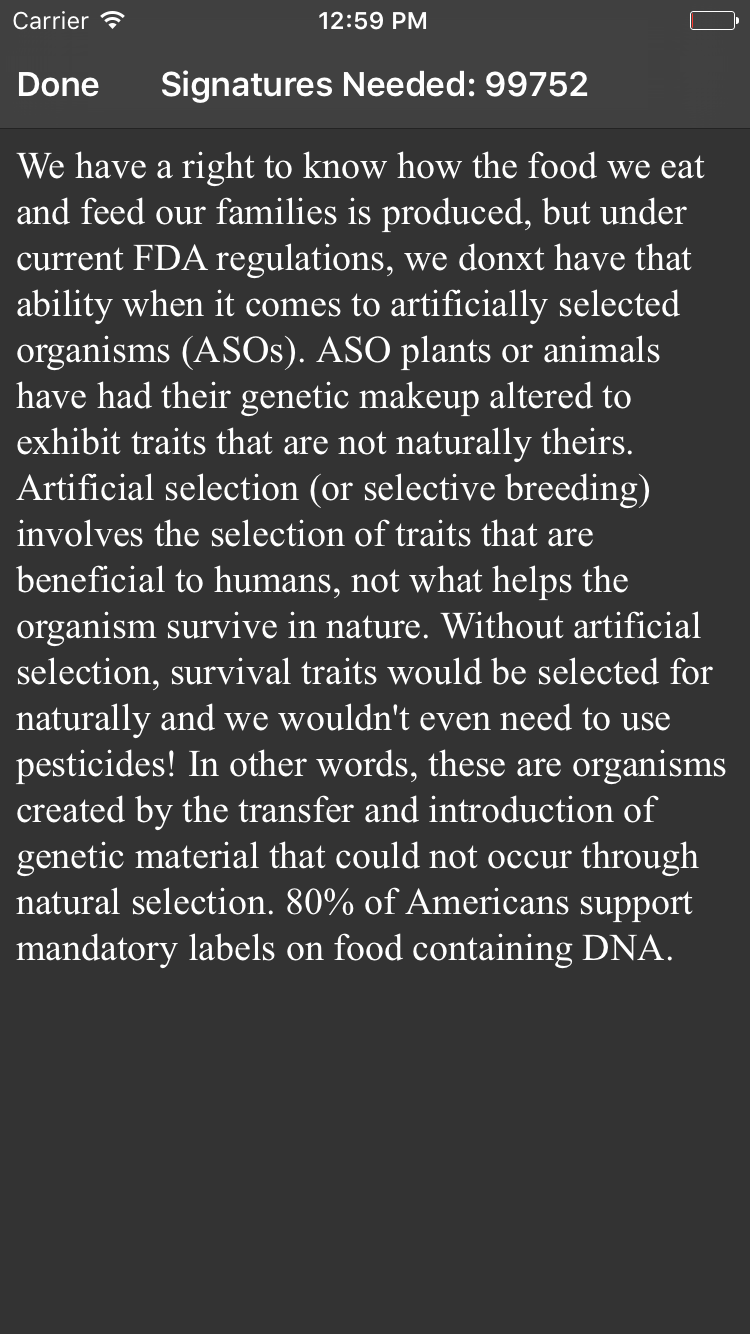 Carrier 12:59 PM
Done Signatures Needed: 99752
We have a right to know how the food we eat
and feed our families is produced, but under
current FDA regulations, we donxt have that
ability when it comes to artificially selected
organisms (ASOs). ASO plants or animals
have had their genetic makeup altered to
exhibit traits that are not naturally theirs.
Artificial selection (or selective breeding)
involves the selection of traits that are
beneficial to humans, not what helps the
organism survive in nature. Without artificial
selection, survival traits would be selected for
naturally and we wouldn't even need to use
pesticides! In other words, these are organisms
created by the transfer and introduction of
genetic material that could not occur through
natural selection. 80% of Americans support
mandatory labels on food containing DNA.